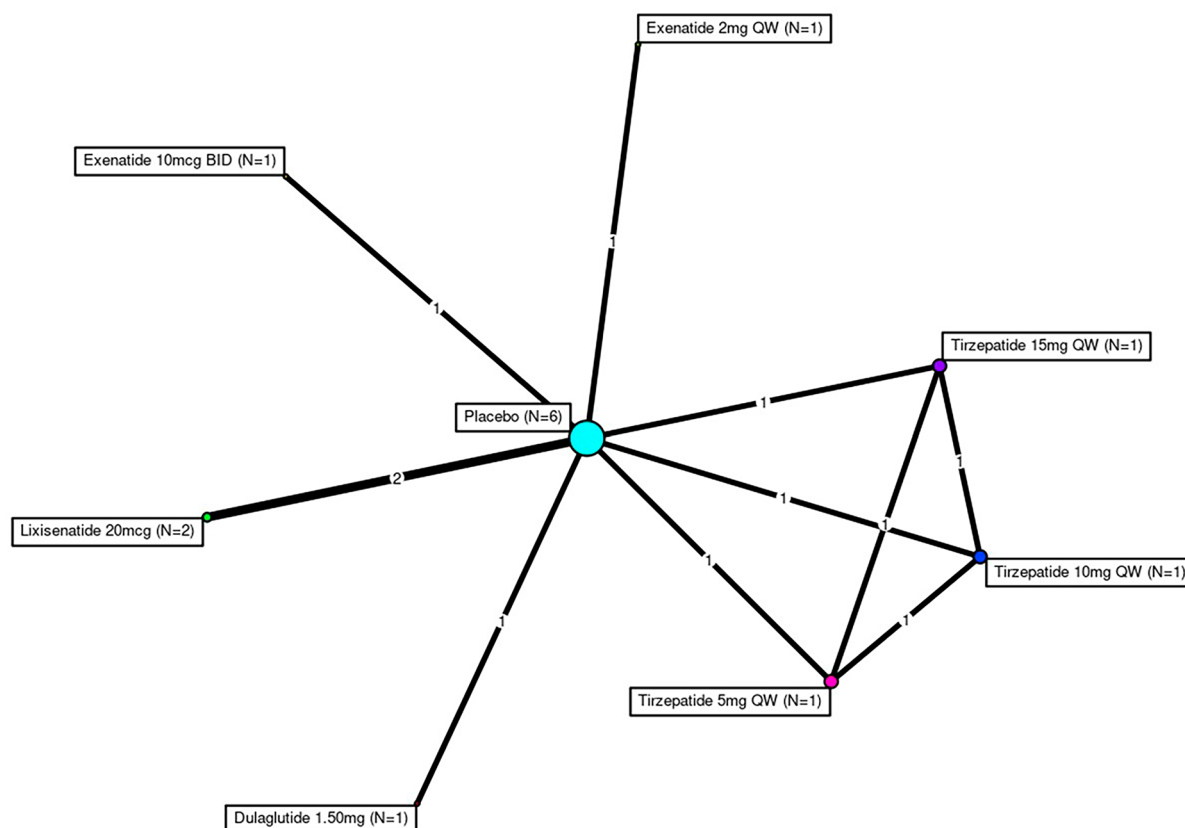 Exenatide 2mg QW (N=1)
Exenatide 10mcg BID (N=1)
1
1
Tirzepatide 15mg QW (N=1)
1
Placebo (N=6)
1
2
1
Lixisenatide 20mcg (N=2)
1
1
Tirzepatide 10mg QW (N=1)
1
1
1
Tirzepatide 5mg QW (N=1)
Dulaglutide 1.50mg (N=1)